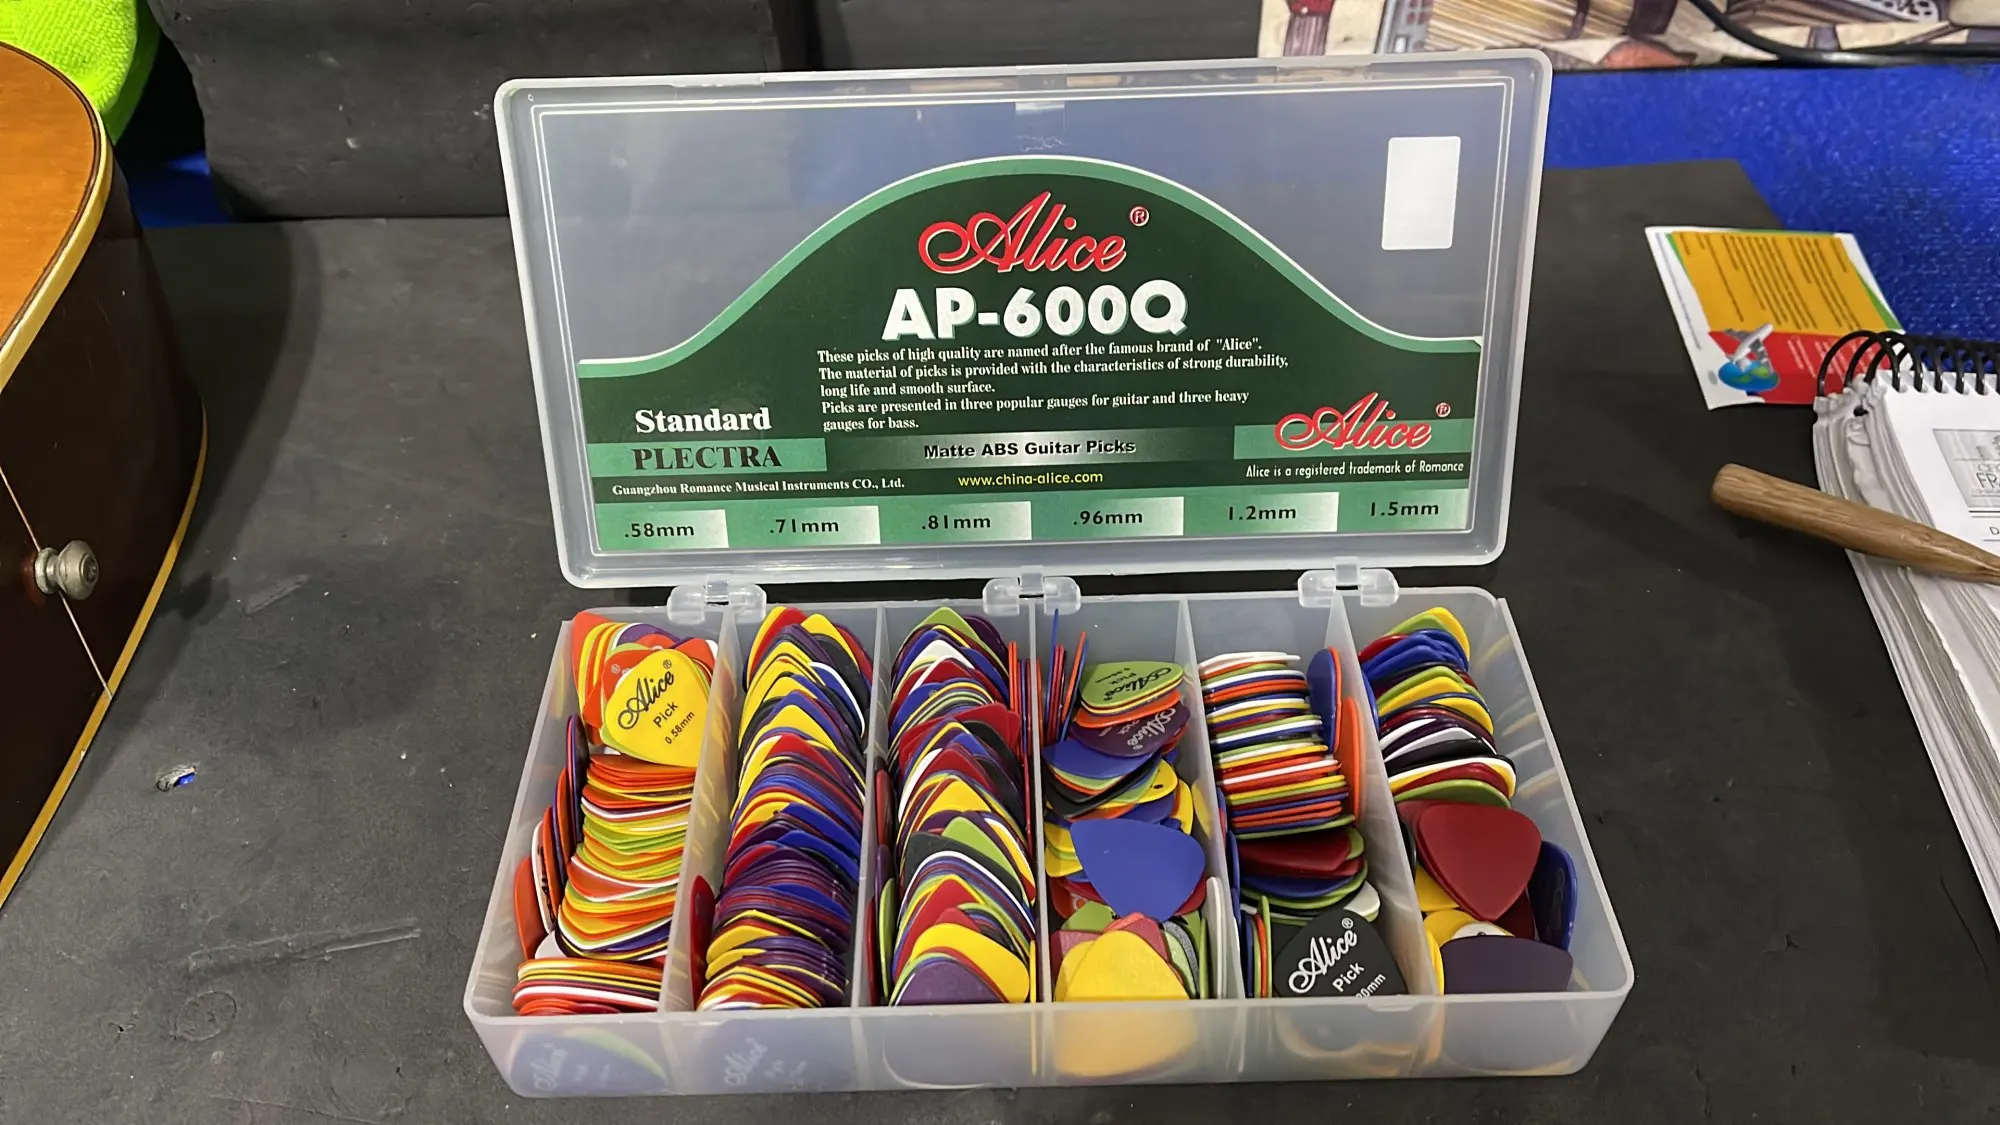 Alice®
AP-600Q
These picks of high quality are named after the famous brand of "Alice".
The material of picks is provided with the characteristics of strong durability,
long life and smooth surface.
Picks are presented in three popular gauges for guitar and three heavy
gauges for bass.
Standard
PLECTRA
Matte ABS Guitar Picks
Alice®
Guangzhou Romance Musical Instruments CO., Ltd.
www.china-alice.com
Alice is a registered trademark of Romance
.58mm
.71mm
.81mm
.96mm
1.2mm
1.5mm
Alice®
Pick
0.58mm
Alice
Pick
Alice®
Pick
Alice®
Pick